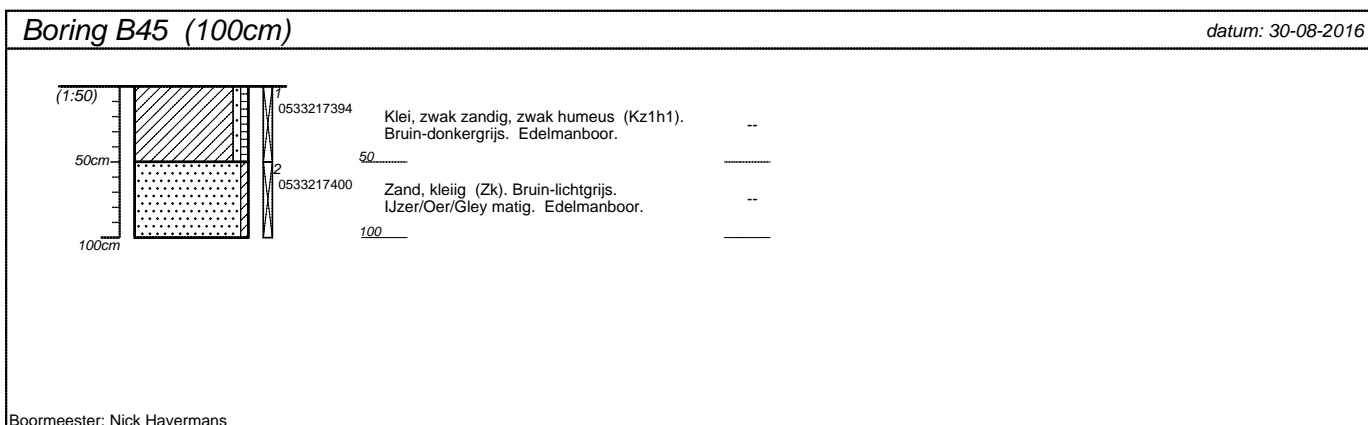 Boring B45 (100cm)
datum: 30-08-2016
(1:50)
1
0533217394
Klei, zwak zandig, zwak humeus (Kz1h1).
Bruin-donkergrijs. Edelmanboor.
--
50cm
50
2
0533217400
Zand, kleiig (Zk). Bruin-lichtgrijs.
IJzer/Oer/Gley matig. Edelmanboor.
--
100cm
100
Boormeester: Nick Havermans